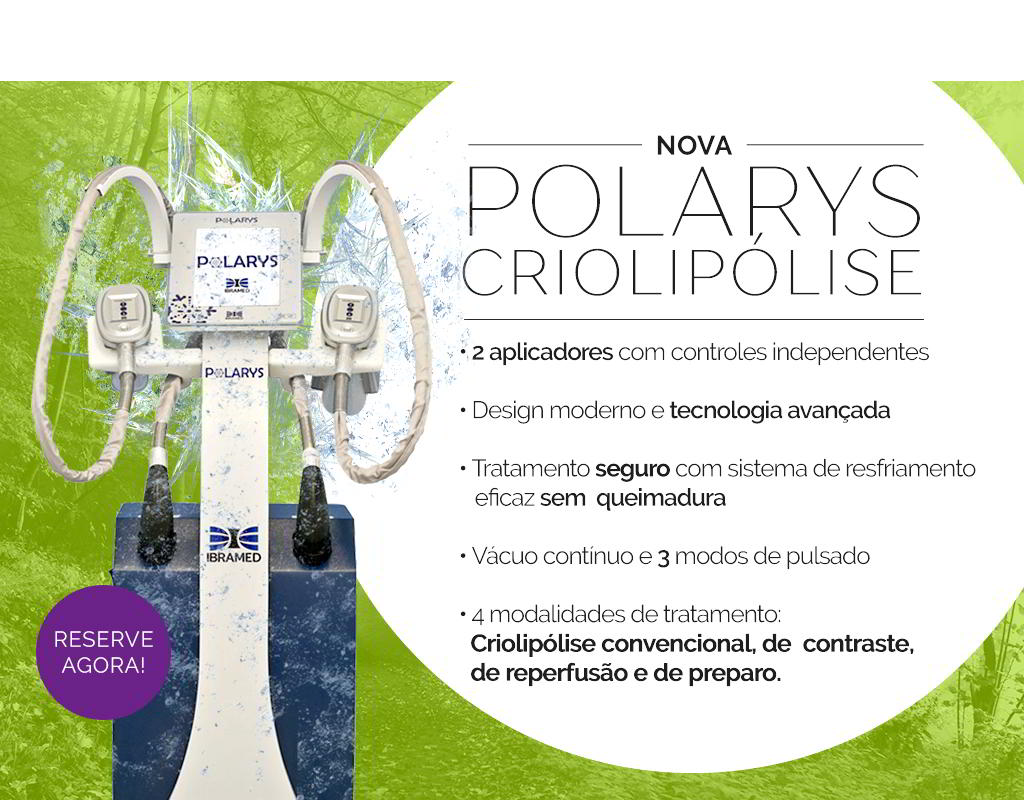 NOVA
POLARYS
CRIOLIPÓLISE
• 2 aplicadores com controles independentes
• Design moderno e tecnologia avançada
• Tratamento seguro com sistema de resfriamento
eficaz sem queimadura
• Vácuo contínuo e 3 modos de pulsado
• 4 modalidades de tratamento:
Criolipólise convencional, de contraste,
de reperfusão e de preparo.
POLARYS
POLARYS
IBRAMED
POLARYS
IBRAMED
RESERVE
AGORA!